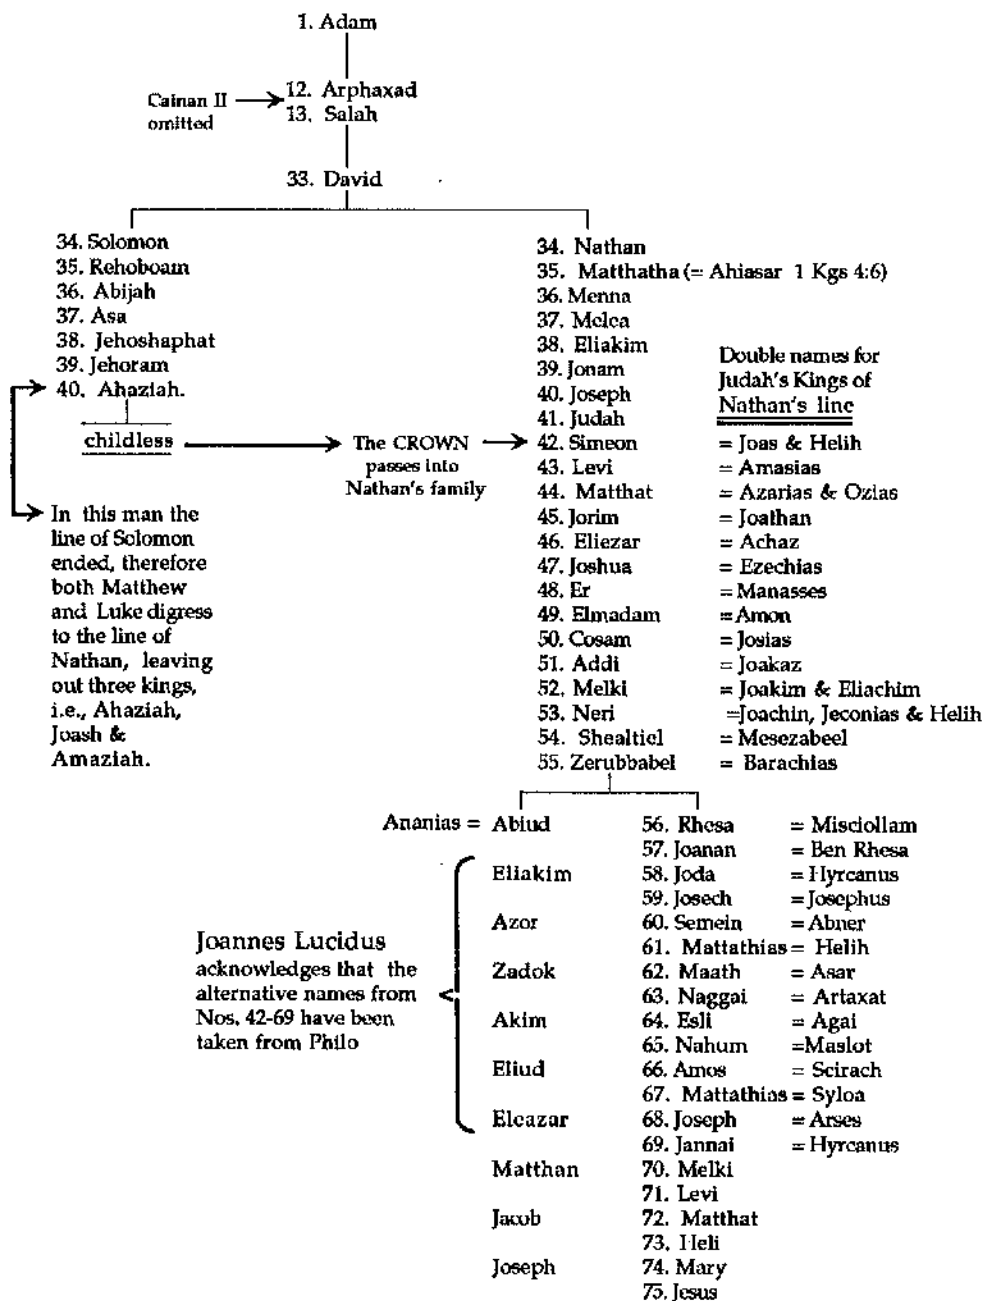 1. Adam
Cainan II
omitted
12. Arphaxad
13. Salah
33. David
34. Solomon
35. Rehoboam
36. Abijah
37. Asa
38. Jehoshaphat
39. Jehoram
40. Ahaziah.
childless
In this man the
line of Solomon
ended, therefore
both Matthew
and Luke digress
to the line of
Nathan, leaving
out three kings,
i.e., Ahaziah,
Joash &
Amaziah.
The CROWN
passes into
Nathan's family
Double names for
Judah's Kings of
Nathan's line
34. Nathan
35. Matthatha (= Ahiasar 1 Kgs 4:6)
36. Menna
37. Melea
38. Eliakim
39. Jonam
40. Joseph
41. Judah
42. Simeon = Joas & Helih
43. Levi = Amasias
44. Matthat = Azarias & Ozias
45. Jorim = Joathan
46. Eliezar = Achaz
47. Joshua = Ezechias
48. Er = Manasses
49. Elmadam = Amon
50. Cosam = Josias
51. Addi = Joakaz
52. Melki = Joakim & Eliachim
53. Neri =Joachin, Jeconias & Helih
54. Shealtiel = Mesezabeel
55. Zerubbabel = Barachias
Ananias = Abiud 56. Rhesa = Misciollam
57. Joanan = Ben Rhesa
Eliakim 58. Joda = Hyrcanus
59. Josech =Josephus
Azor 60. Semein = Abner
61. Mattathias = Helih
Zadok 62. Maath = Asar
63. Naggai = Artaxat
Akim 64. Esli = Agai
65. Nahum =Maslot
Eliud 66. Amos = Scirach
67. Mattathias = Syloa
Eleazar 68. Joseph = Arses
69. Jannai = Hyrcanus
Matthan 70. Melki
71. Levi
Jacob 72. Matthat
73. Heli
Joseph 74. Mary
75. Jesus
Joannes Lucidus
acknowledges that the
alternative names from
Nos. 42-69 have been
taken from Philo